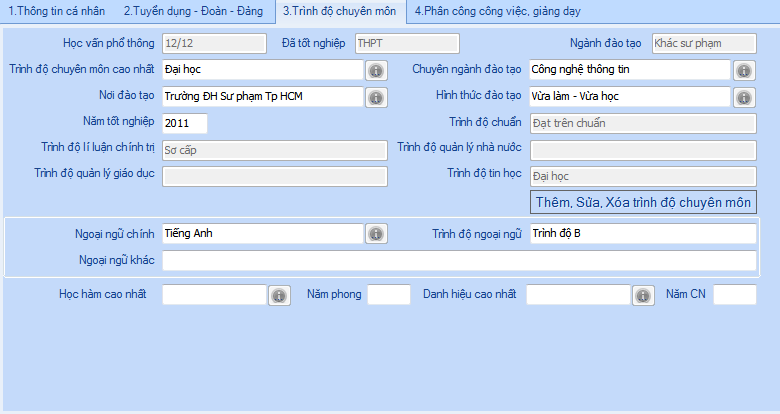 1.Thông tin cá nhân 2.Tuyển dụng - Đoàn - Đảng 3.Trình độ chuyên môn 4.Phân công công việc, giảng dạy
Học vấn phổ thông 12/12 Đã tốt nghiệp THPT Ngành đào tạo Khác sư phạm
Trình độ chuyên môn cao nhất Đại học Chuyên ngành đào tạo Công nghệ thông tin
Nơi đào tạo Trường ĐH Sư phạm Tp HCM Hình thức đào tạo Vừa làm - Vừa học
Năm tốt nghiệp 2011 Trình độ chuẩn Đạt trên chuẩn
Trình độ lí luận chính trị Sơ cấp Trình độ quản lý nhà nước
Trình độ quản lý giáo dục Trình độ tin học Đại học
Thêm, Sửa, Xóa trình độ chuyên môn
Ngoại ngữ chính Tiếng Anh Trình độ ngoại ngữ Trình độ B
Ngoại ngữ khác
Học hàm cao nhất Năm phong Danh hiệu cao nhất Năm CN